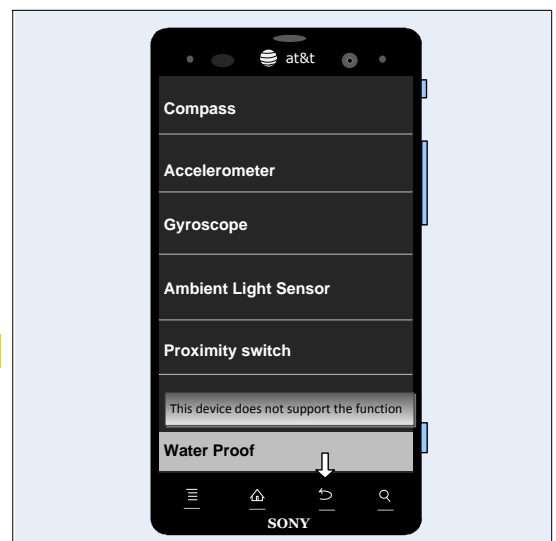 at&t
Compass
Accelerometer
Gyroscope
Ambient Light Sensor
Proximity switch
This device does not support the function
Water Proof
SONY